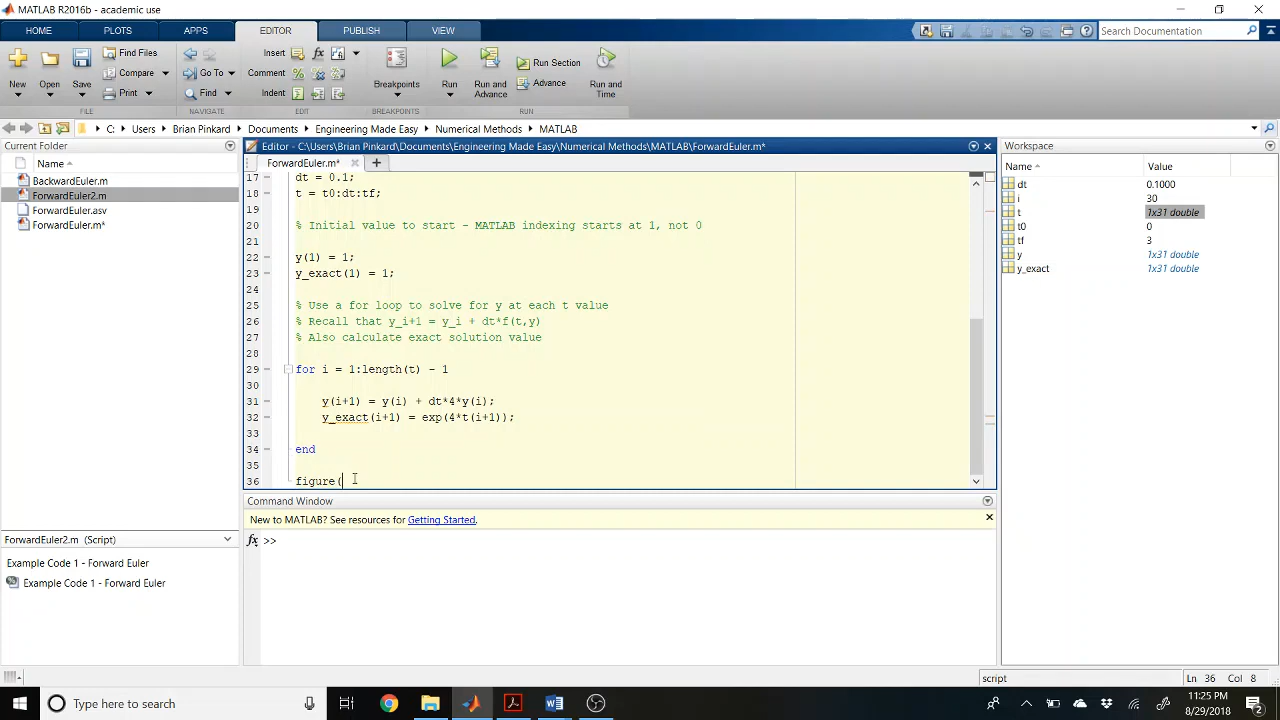 MATLAB R2016b - academic use
HOME PLOTS APPS EDITOR PUBLISH VIEW
Search Documentation
New Open Save Find Files Compare Print Go To Find Insert Comment Indent Breakpoints Run Run and Advance Run Section Advance Run and Time
FILE NAVIGATE EDIT BREAKPOINTS RUN
C: Users Brian Pinkard Documents Engineering Made Easy Numerical Methods MATLAB
Current Folder
Name
BackwardEuler.m
ForwardEuler2.m
ForwardEuler.asv
ForwardEuler.m*
ForwardEuler2.m (Script)
Example Code 1 - Forward Euler
Example Code 1 - Forward Euler
Editor - C:\Users\Brian Pinkard\Documents\Engineering Made Easy\Numerical Methods\MATLAB\ForwardEuler.m*
ForwardEuler.m*
17 dt = 0.1;
18 t = t0:dt:tf;
19
20 % Initial value to start - MATLAB indexing starts at 1, not 0
21
22 y(1) = 1;
23 y_exact(1) = 1;
24
25 % Use a for loop to solve for y at each t value
26 % Recall that y_i+1 = y_i + dt*f(t,y)
27 % Also calculate exact solution value
28
29 for i = 1:length(t) - 1
30
31 y(i+1) = y(i) + dt*4*y(i);
32 y_exact(i+1) = exp(4*t(i+1));
33
34 end
35
36 figure(
Command Window
New to MATLAB? See resources for Getting Started.
fx >>
Workspace
Name Value
dt 0.1000
i 30
t 1x31 double
t0 0
tf 3
y 1x31 double
y_exact 1x31 double
script Ln 36 Col 8
Type here to search
11:25 PM
8/29/2018
2